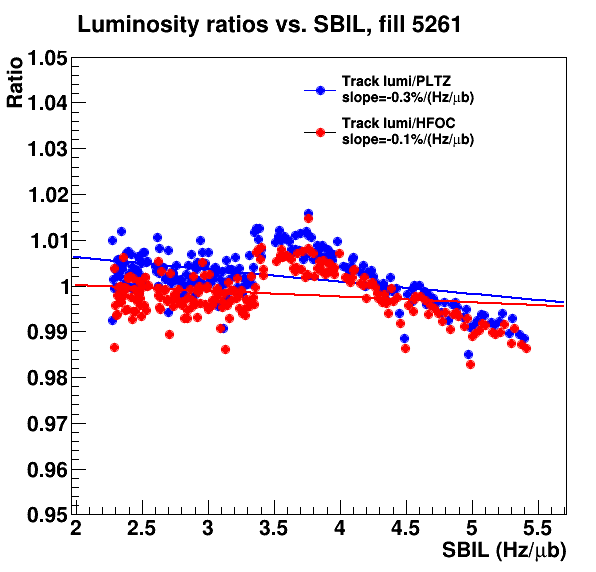 Luminosity ratios vs. SBIL, fill 5261
Ratio
1.05
1.04
1.03
1.02
1.01
1
0.99
0.98
0.97
0.96
0.95
Track lumi/PLTZ
slope=-0.3%/(Hz/μb)
Track lumi/HFOC
slope=-0.1%/(Hz/μb)
2 2.5 3 3.5 4 4.5 5 5.5
SBIL (Hz/μb)